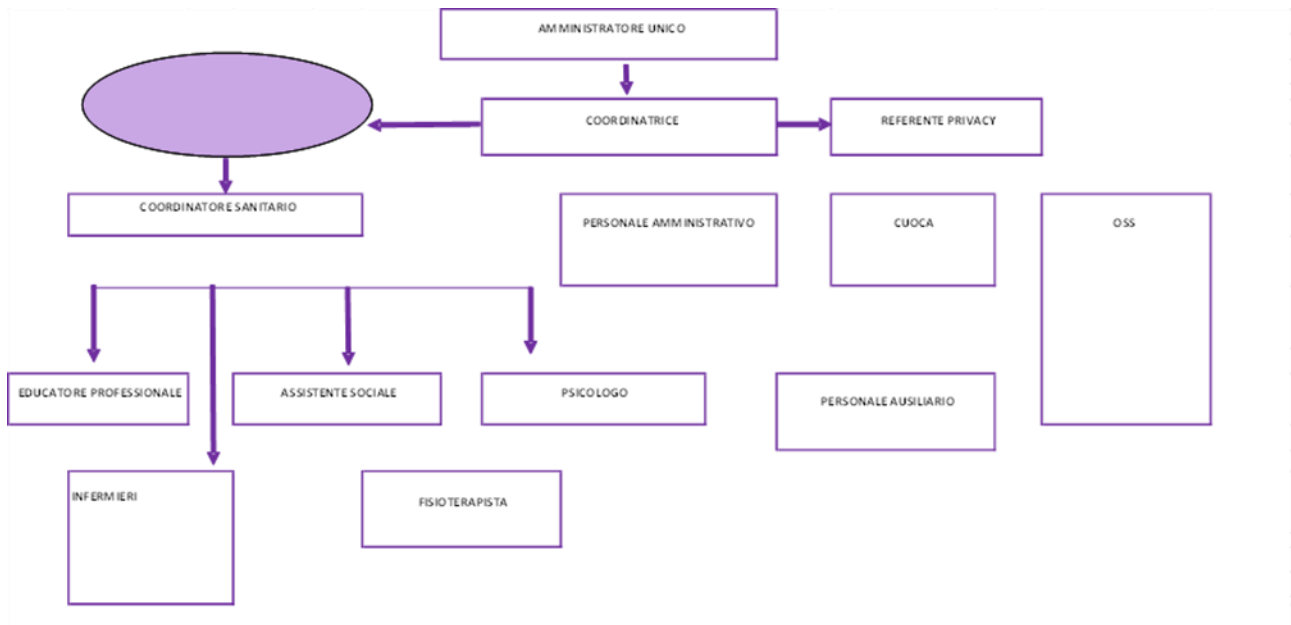 AMMINISTRATORE UNICO
COORDINATRICE
REFERENTE PRIVACY
COORDINATORE SANITARIO
PERSONALE AMMINISTRATIVO
CUOCA
OSS
EDUCATORE PROFESSIONALE
ASSISTENTE SOCIALE
PSICOLOGO
PERSONALE AUSILIARIO
INFERMIERI
FISIOTERAPISTA